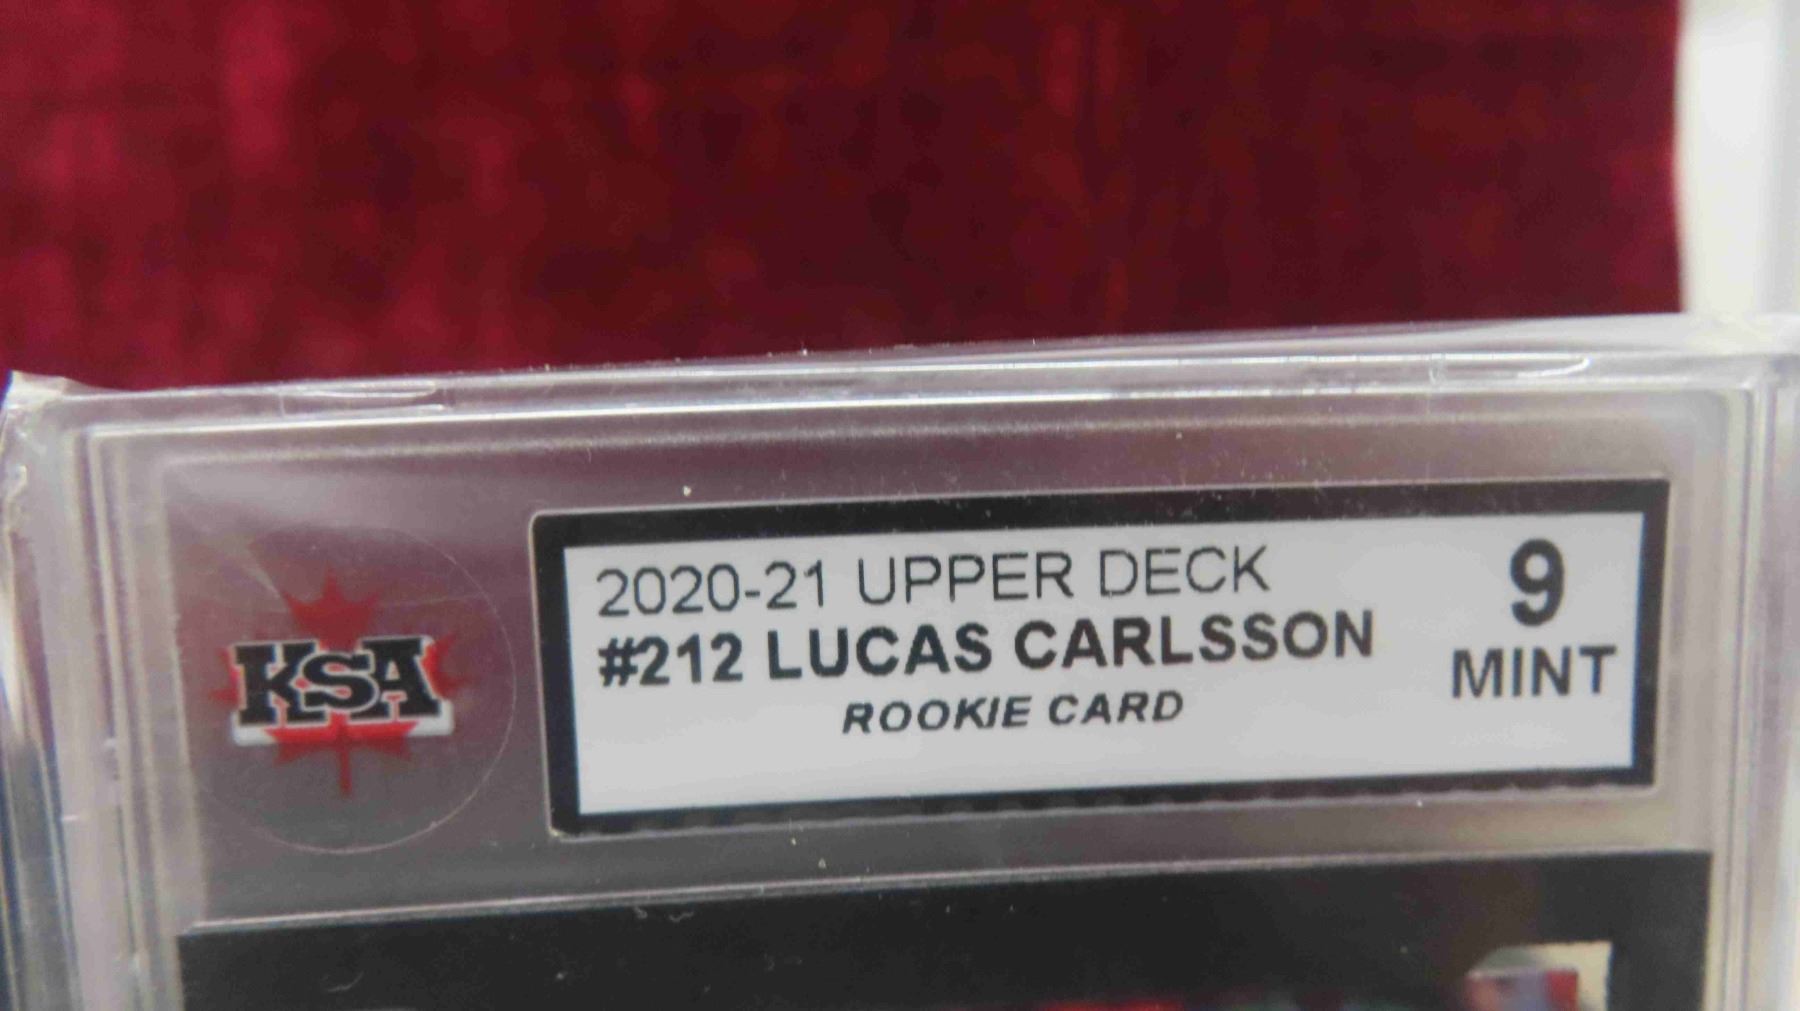 KSA
2020-21 UPPER DECK
#212 LUCAS CARLSSON
ROOKIE CARD
9
MINT